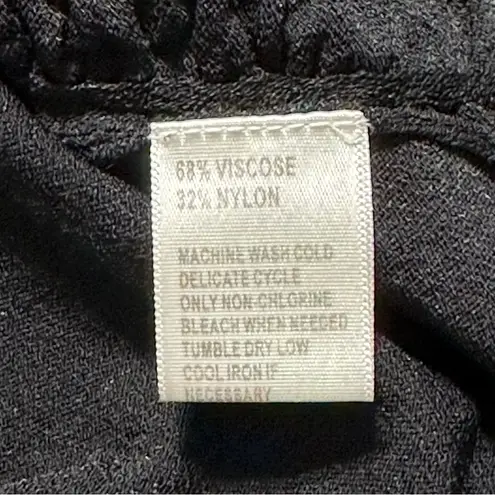 68% VISCOSE
32% NYLON
MACHINE WASH COLD
DELICATE CYCLE
ONLY NON CHLORINE
BLEACH WHEN NEEDED
TUMBLE DRY LOW
COOL IRON IF
NECESSARY